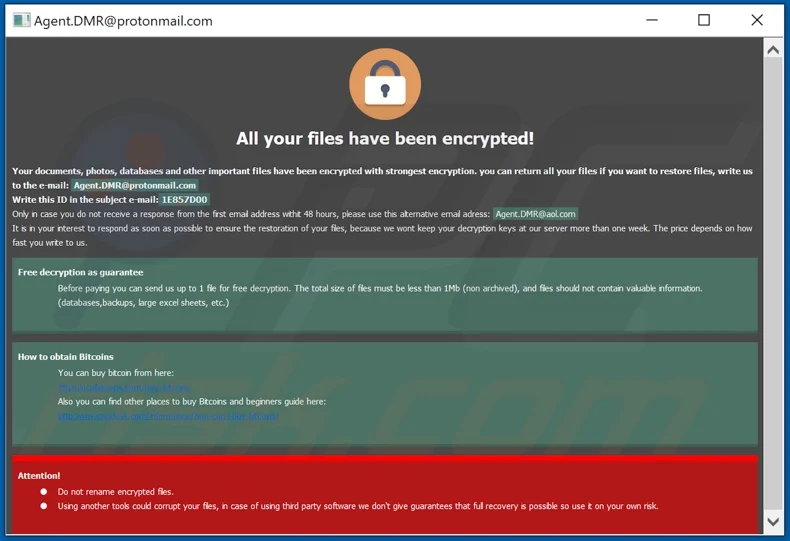 Agent.DMR@protonmail.com
All your files have been encrypted!
Your documents, photos, databases and other important files have been encrypted with strongest encryption. you can return all your files if you want to restore files, write us
to the e-mail: Agent.DMR@protonmail.com
Write this ID in the subject e-mail: 1E857D00
Only in case you do not receive a response from the first email address withit 48 hours, please use this alternative email adress: Agent.DMR@aol.com
It is in your interest to respond as soon as possible to ensure the restoration of your files, because we wont keep your decryption keys at our server more than one week. The price depends on how
fast you write to us.
Free decryption as guarantee
Before paying you can send us up to 1 file for free decryption. The total size of files must be less than 1Mb (non archived), and files should not contain valuable information.
(databases,backups, large excel sheets, etc.)
How to obtain Bitcoins
You can buy bitcoin from here:
Also you can find other places to buy Bitcoins and beginners guide here:
Attention!
Do not rename encrypted files.
Using another tools could corrupt your files, in case of using third party software we don't give guarantees that full recovery is possible so use it on your own risk.